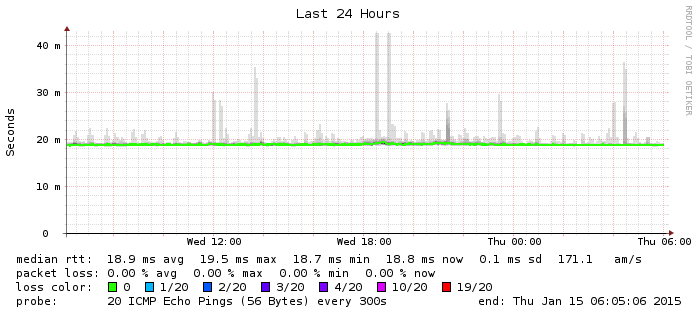 Last 24 Hours
RRDTOOL / TOBI OETIKER
Seconds
40 m
30 m
20 m
10 m
0
Wed 12:00 Wed 18:00 Thu 00:00 Thu 06:00
median rtt: 18.9 ms avg 19.5 ms max 18.7 ms min 18.8 ms now 0.1 ms sd 171.1 am/s
packet loss: 0.00 % avg 0.00 % max 0.00 % min 0.00 % now
loss color: 0 1/20 2/20 3/20 4/20 10/20 19/20
probe: 20 ICMP Echo Pings (56 Bytes) every 300s end: Thu Jan 15 06:05:06 2015